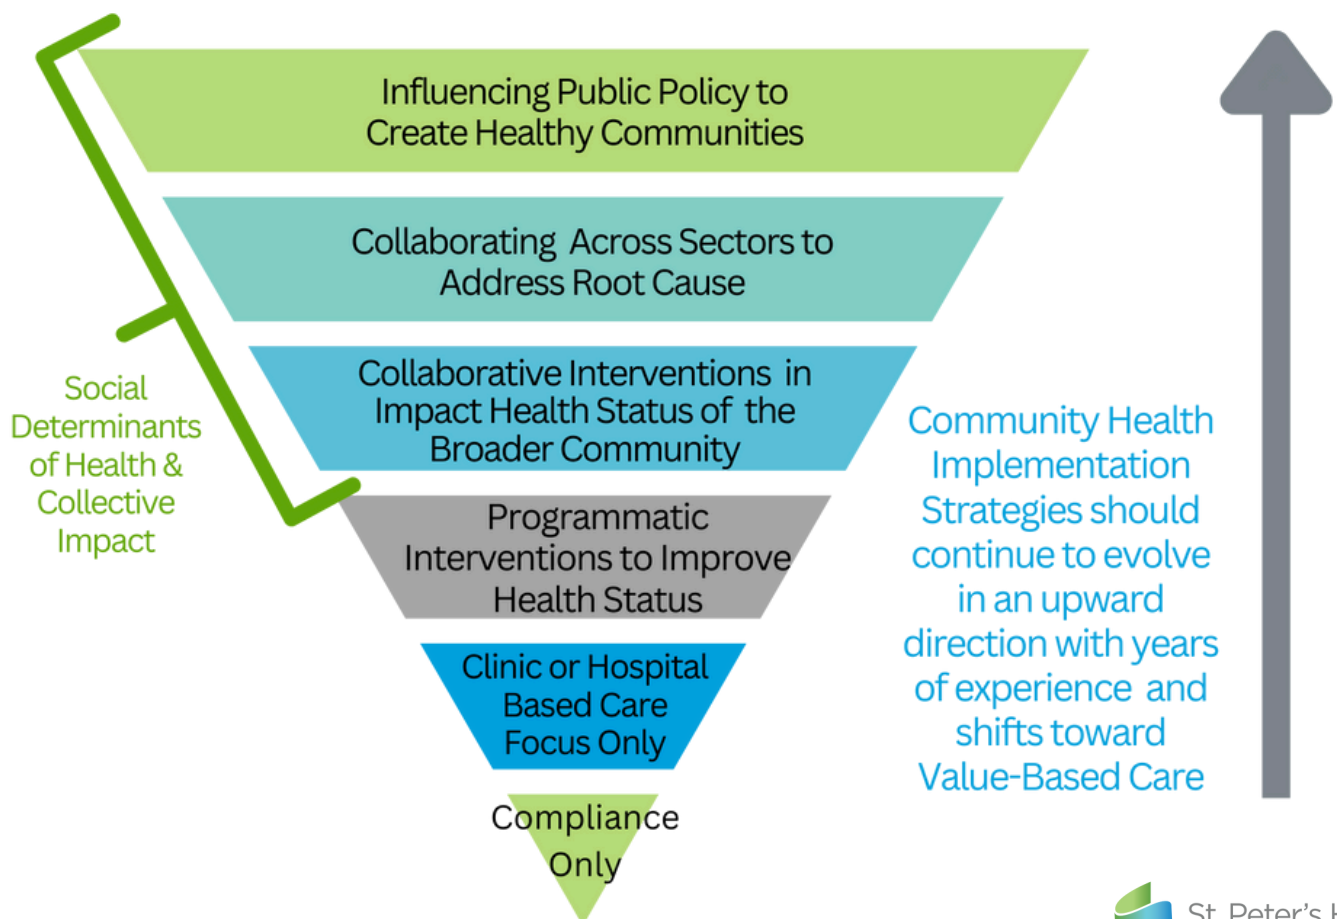 Influencing Public Policy to
Create Healthy Communities
Collaborating Across Sectors to
Address Root Cause
Collaborative Interventions in
Impact Health Status of the
Broader Community
Programmatic
Interventions to Improve
Health Status
Clinic or Hospital
Based Care
Focus Only
Compliance
Only
Social
Determinants
of Health &
Collective
Impact
Community Health
Implementation
Strategies should
continue to evolve
in an upward
direction with years
of experience and
shifts toward
Value-Based Care
St. Peter's